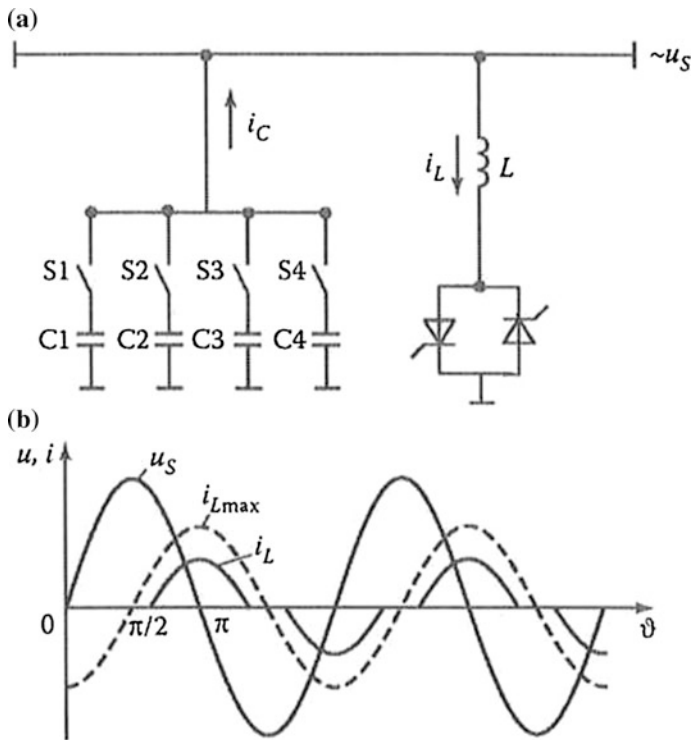 (a)
~u_S
i_C
i_L L
S1 S2 S3 S4
C1 C2 C3 C4
(b)
u, i
u_S
i_Lmax
i_L
0 π/2 π ϑ